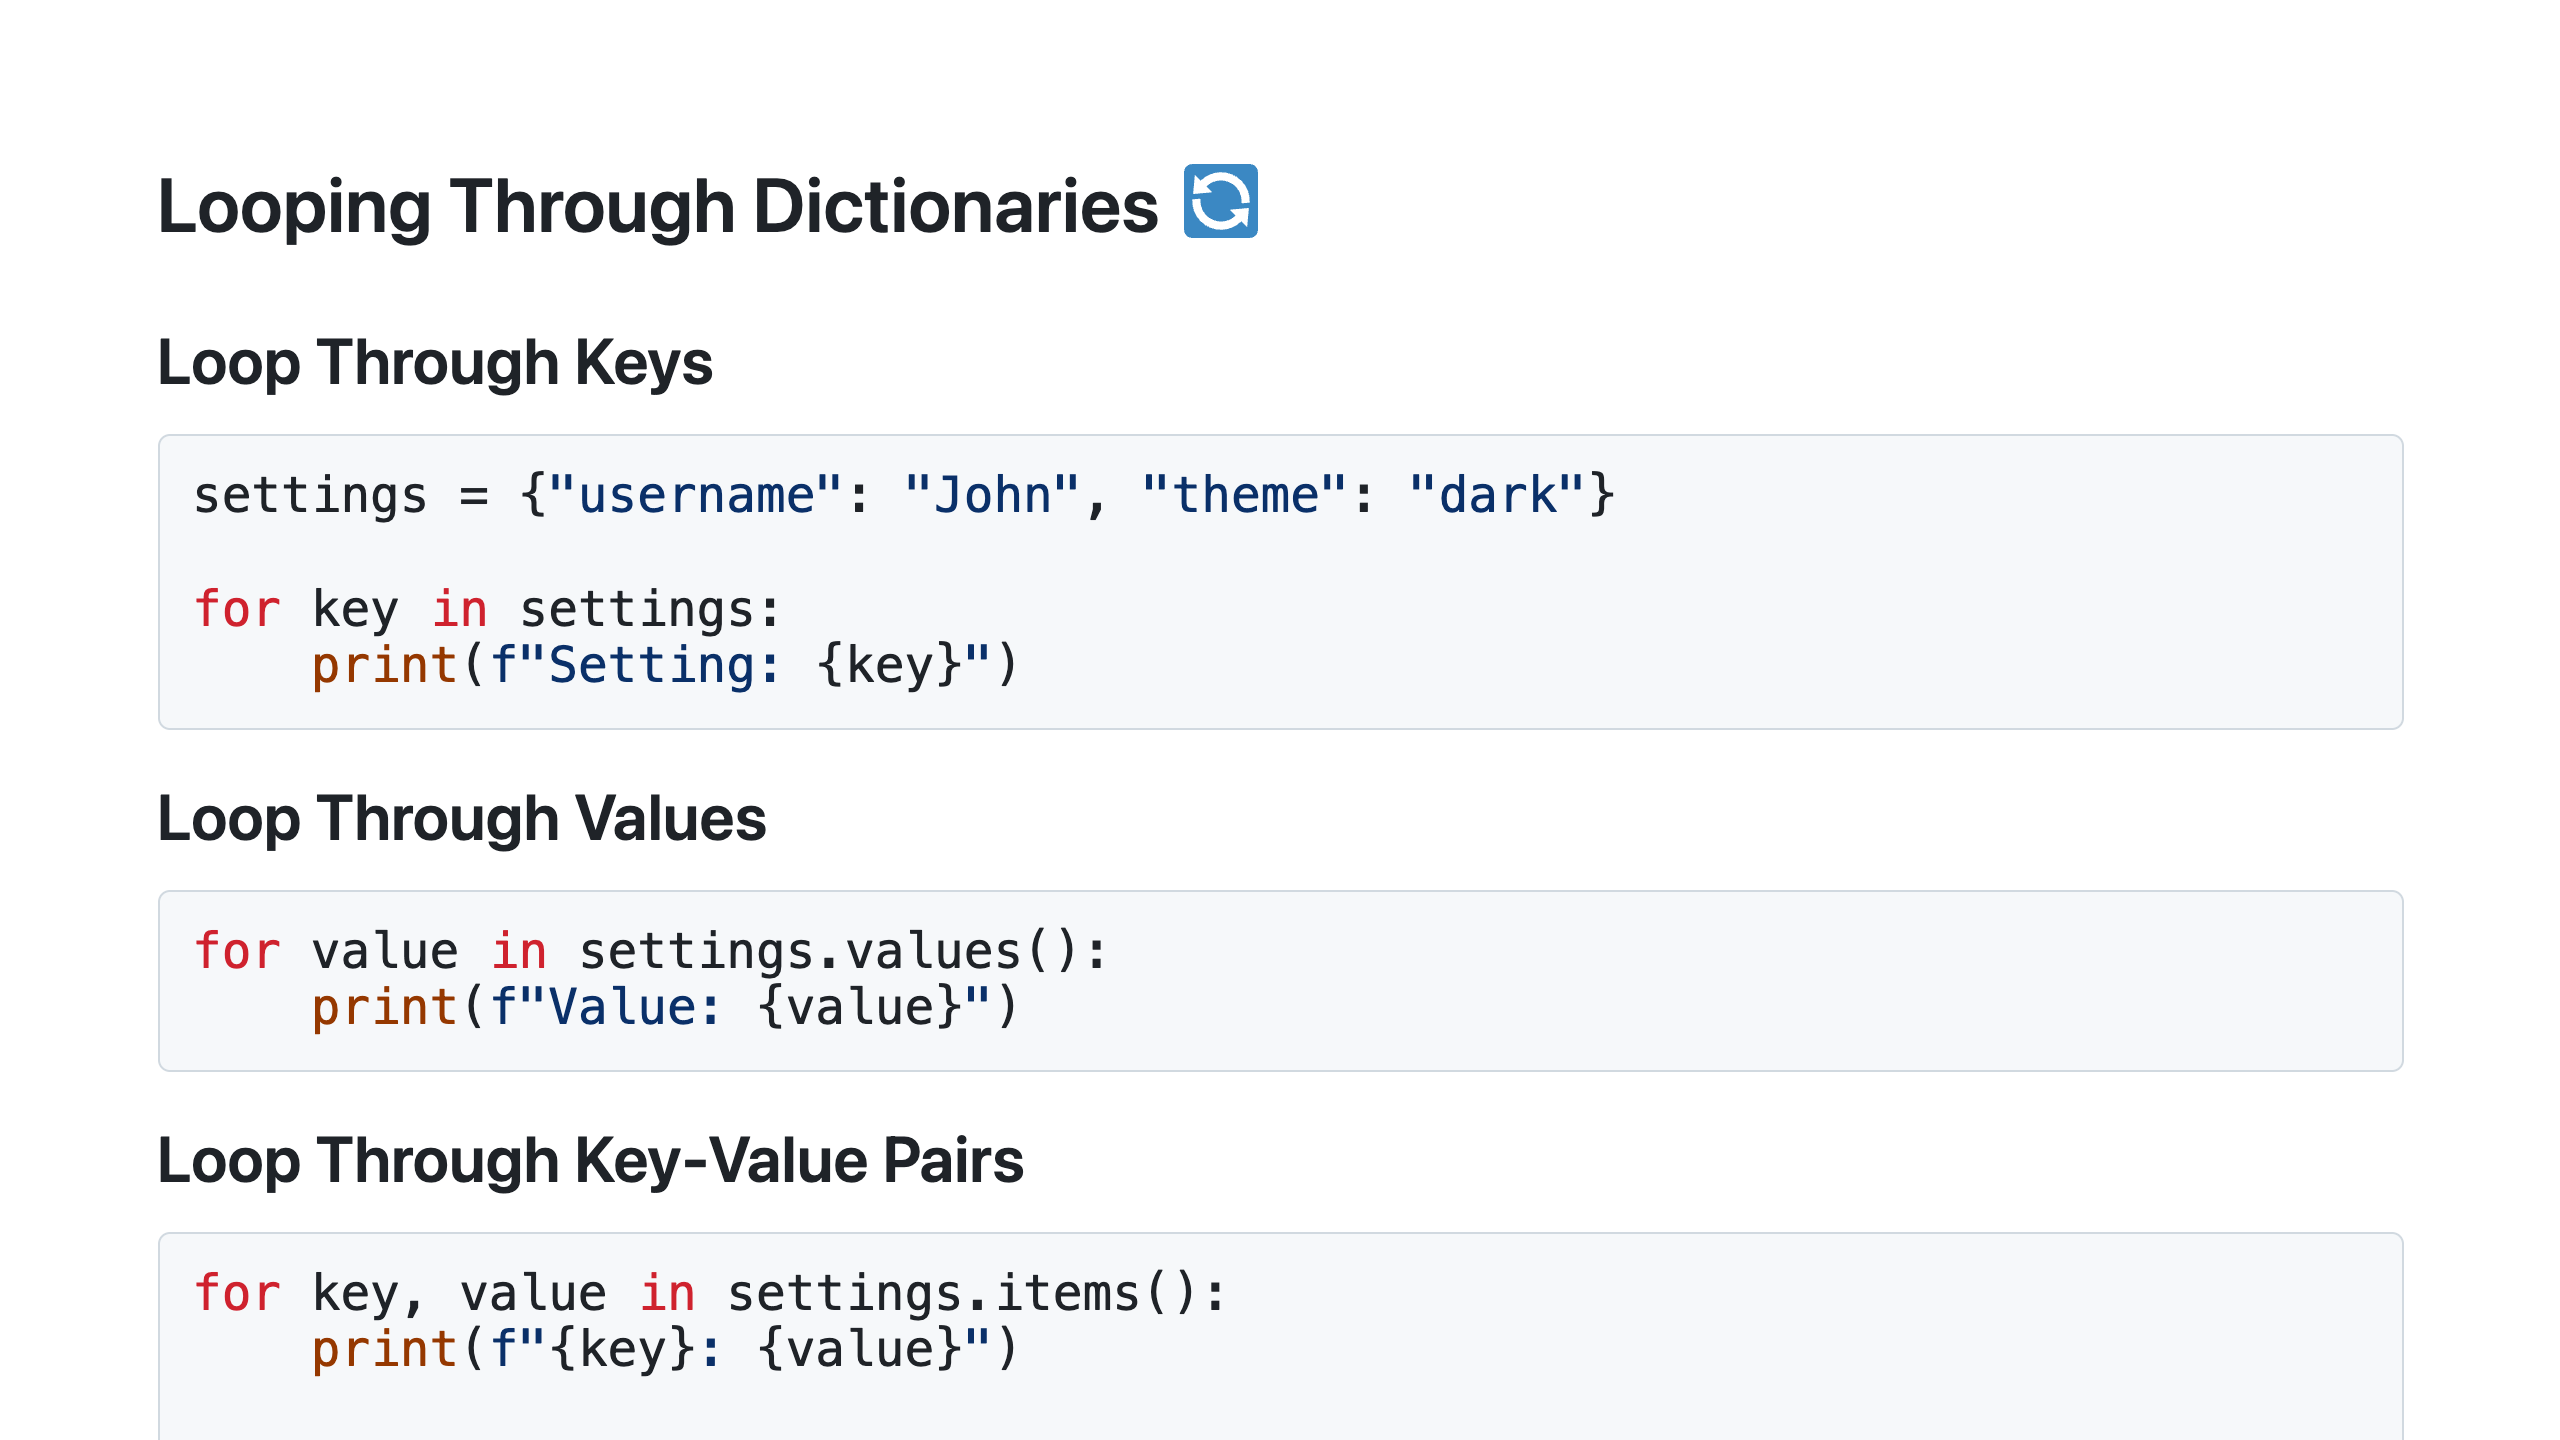 Looping Through Dictionaries 🔄
Loop Through Keys
settings = {"username": "John", "theme": "dark"}
for key in settings:
    print(f"Setting: {key}")
Loop Through Values
for value in settings.values():
    print(f"Value: {value}")
Loop Through Key-Value Pairs
for key, value in settings.items():
    print(f"{key}: {value}")